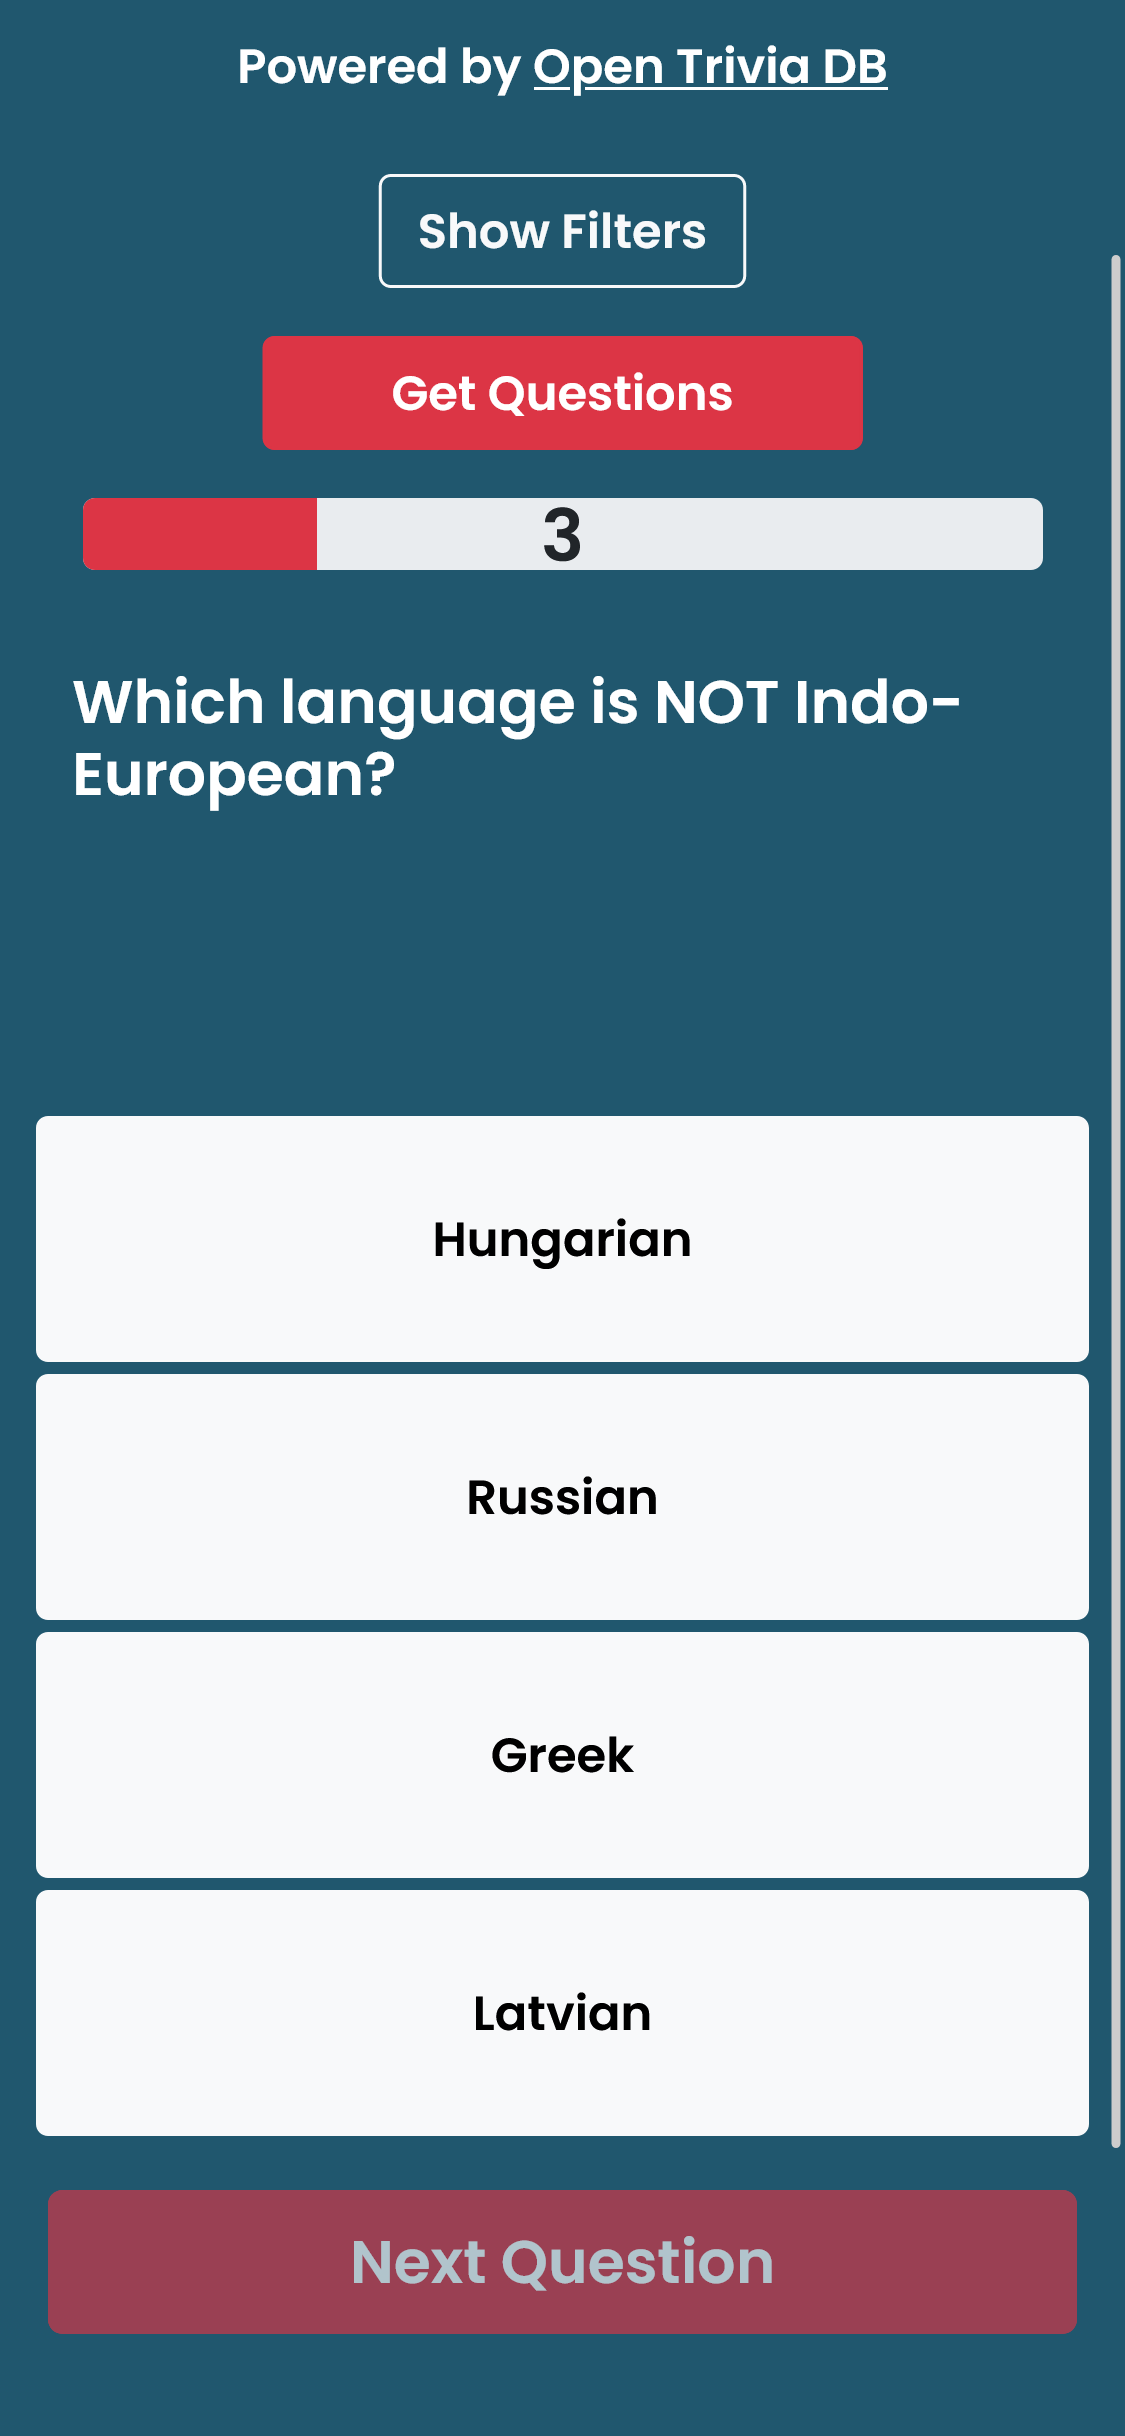 Powered by Open Trivia DB
Show Filters
Get Questions
3
Which language is NOT Indo-
European?
Hungarian
Russian
Greek
Latvian
Next Question